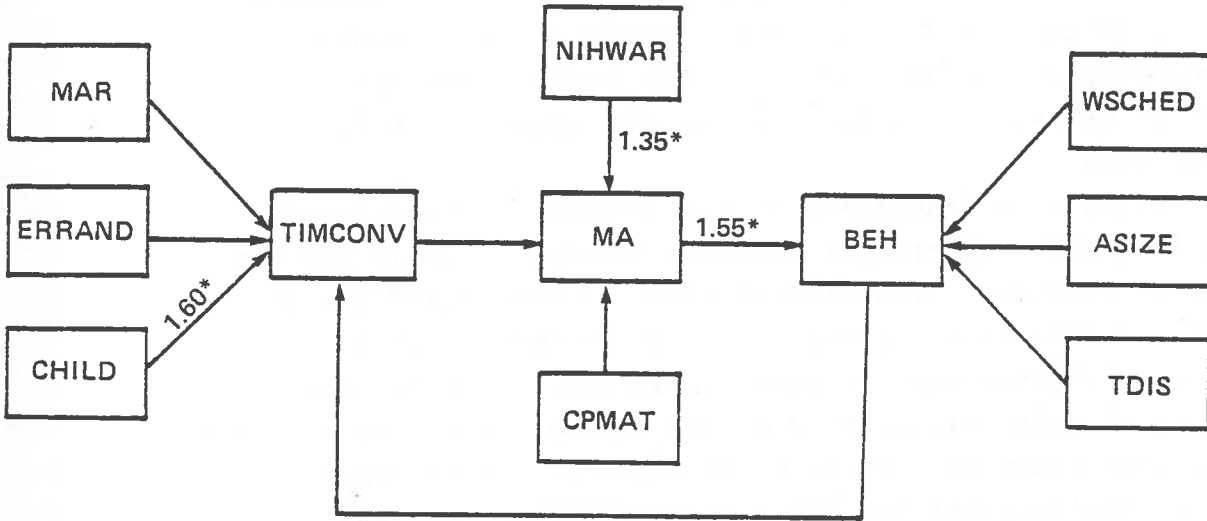 MAR
ERRAND
CHILD
1.60*
TIMCONV
NIHWAR
1.35*
MA
CPMAT
1.55*
BEH
WSCHED
ASIZE
TDIS